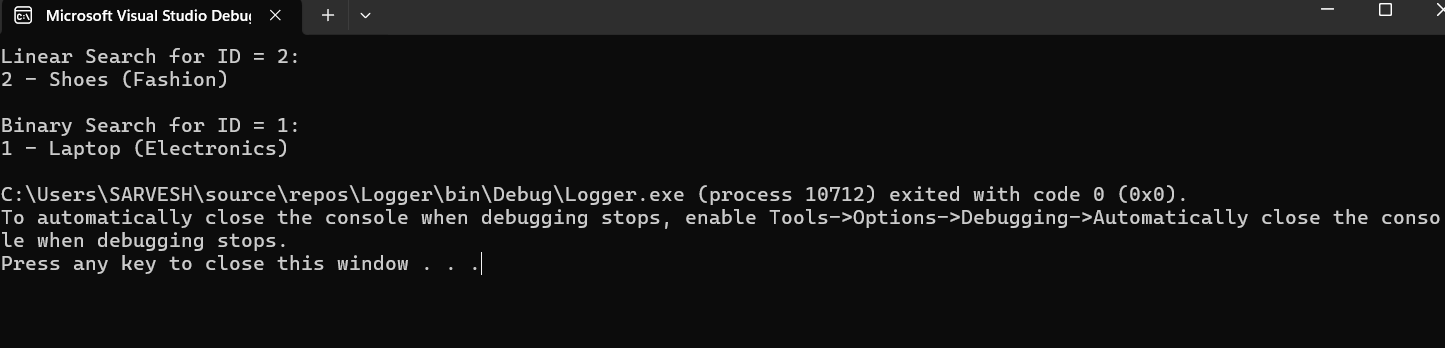 Microsoft Visual Studio Debu
Linear Search for ID = 2:
2 - Shoes (Fashion)
Binary Search for ID = 1:
1 - Laptop (Electronics)
C:\Users\SARVESH\source\repos\Logger\bin\Debug\Logger.exe (process 10712) exited with code 0 (0x0).
To automatically close the console when debugging stops, enable Tools->Options->Debugging->Automatically close the conso
le when debugging stops.
Press any key to close this window . . .